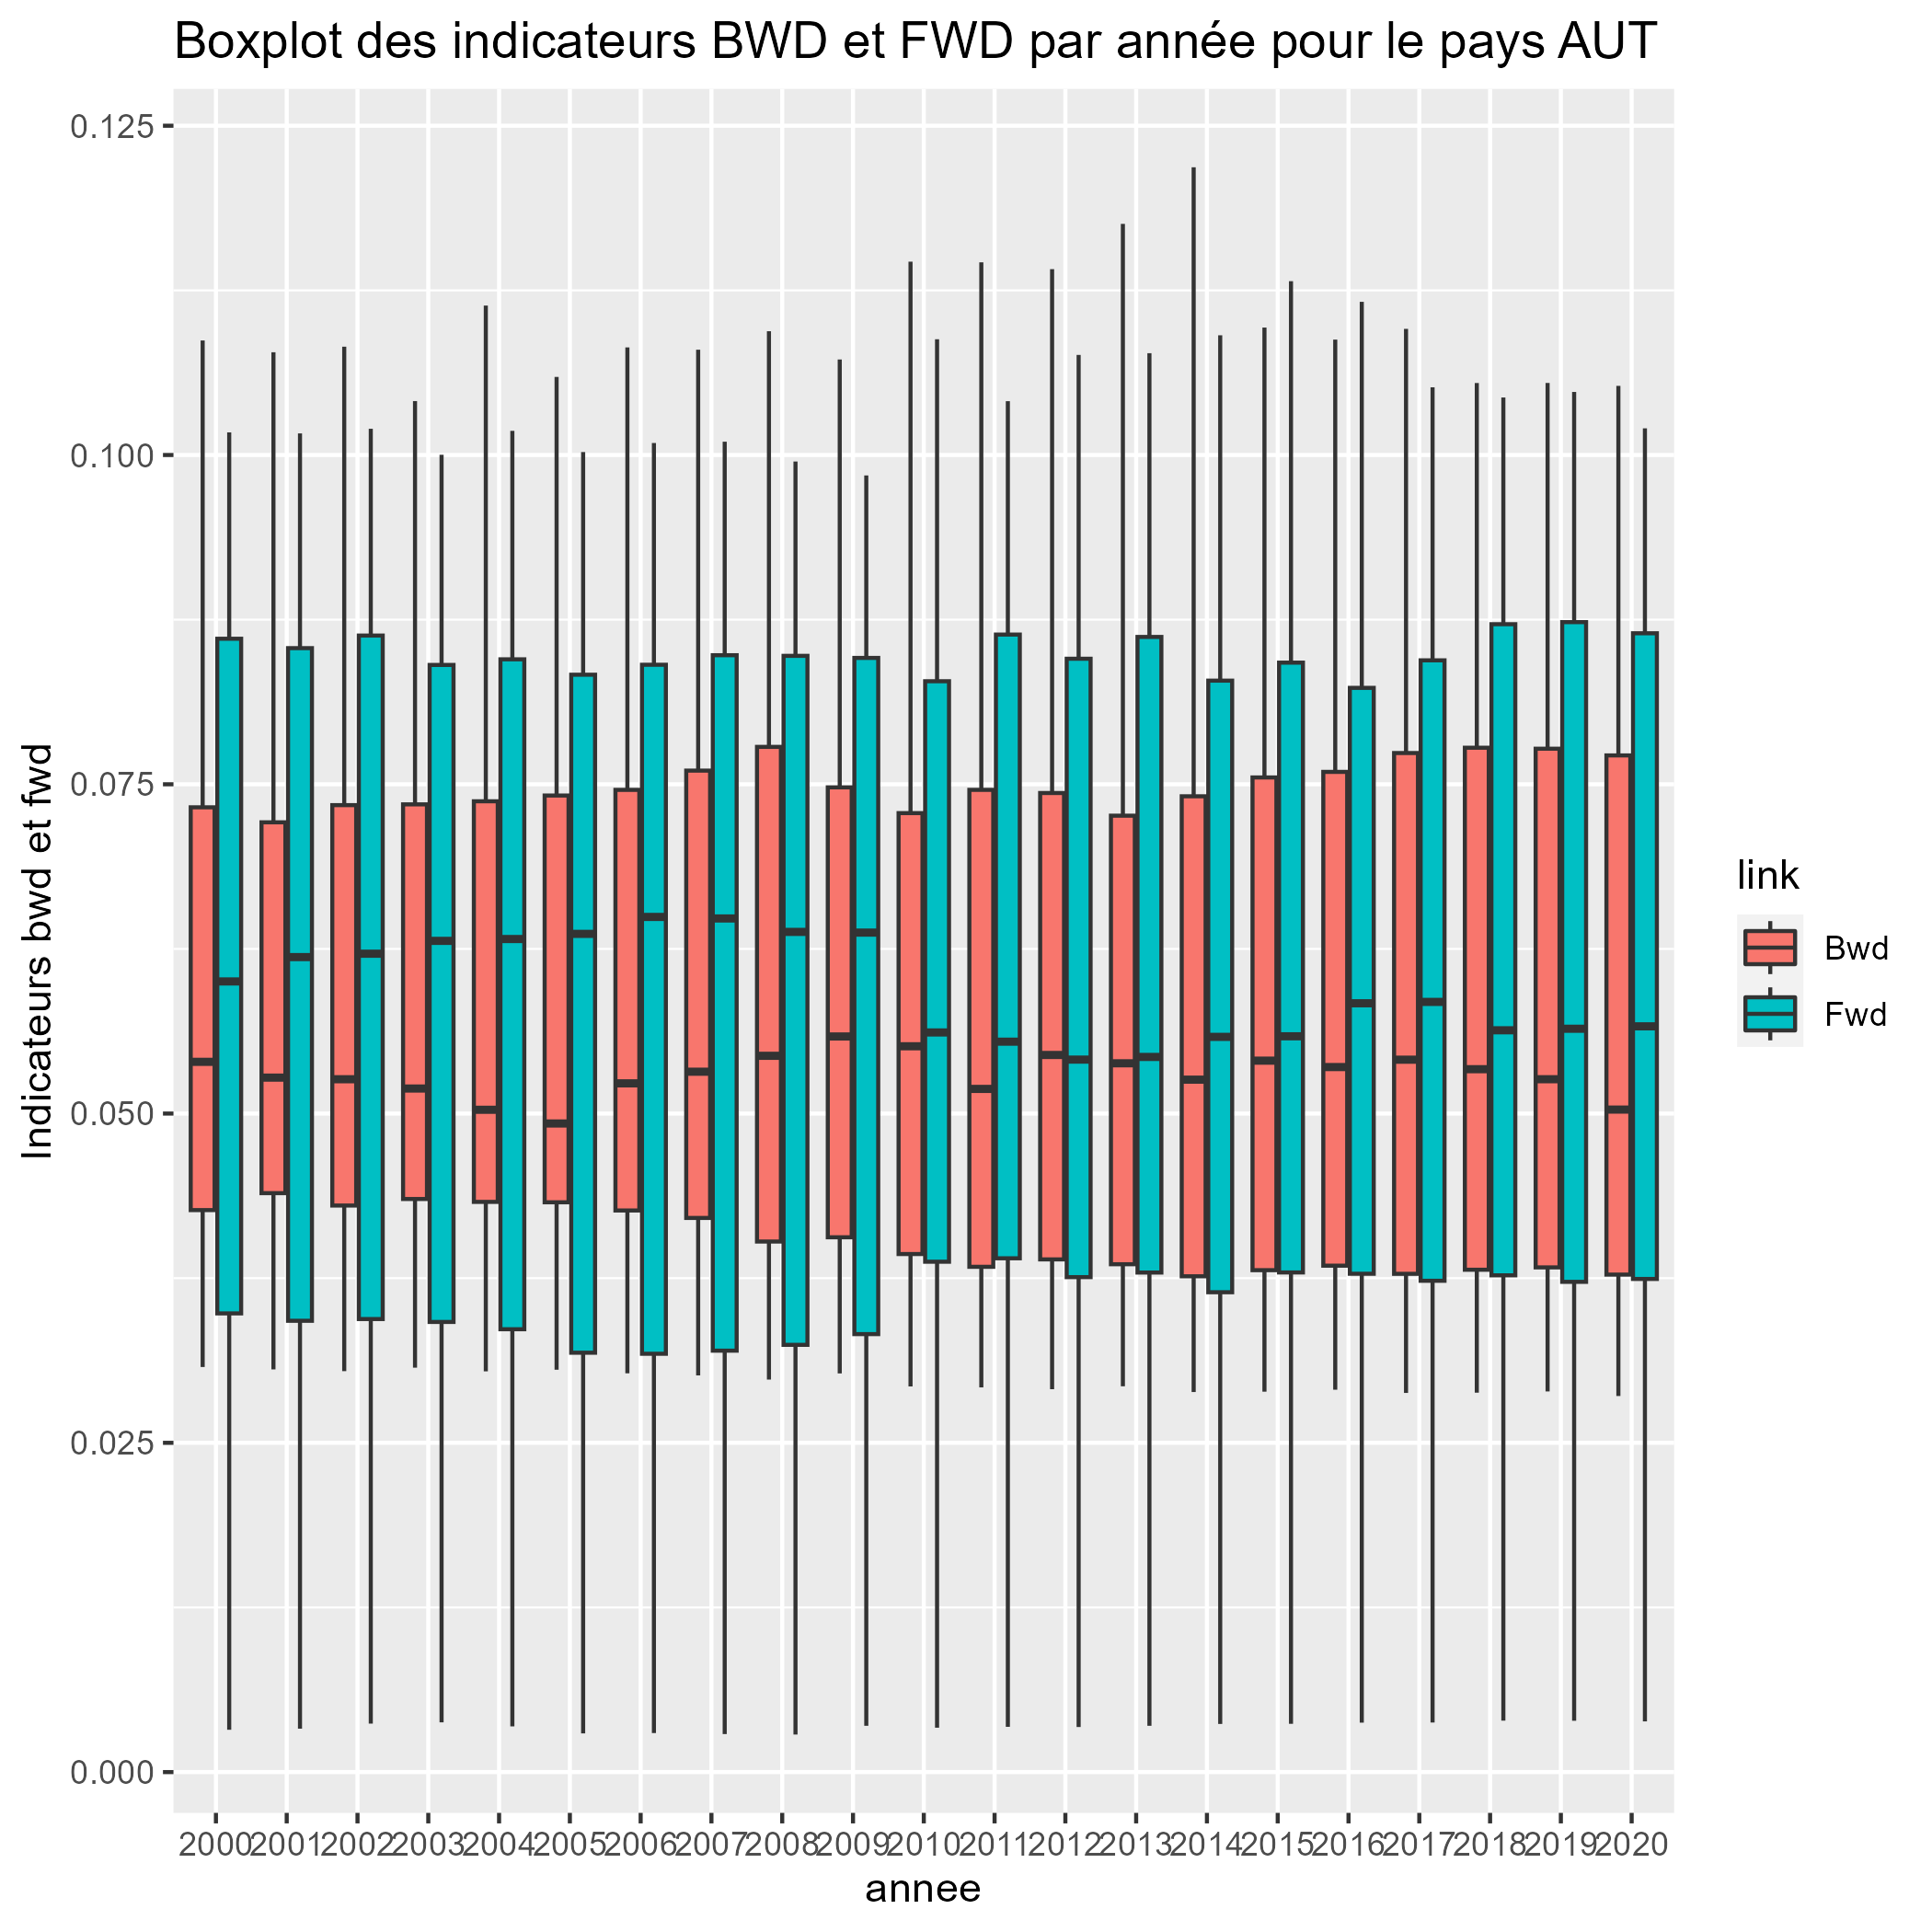 Boxplot des indicateurs BWD et FWD par année pour le pays AUT
0.125
0.100
0.075
0.050
0.025
0.000
Indicateurs bwd et fwd
2000 2001 2002 2003 2004 2005 2006 2007 2008 2009 2010 2011 2012 2013 2014 2015 2016 2017 2018 2019 2020
annee
link
Bwd
Fwd